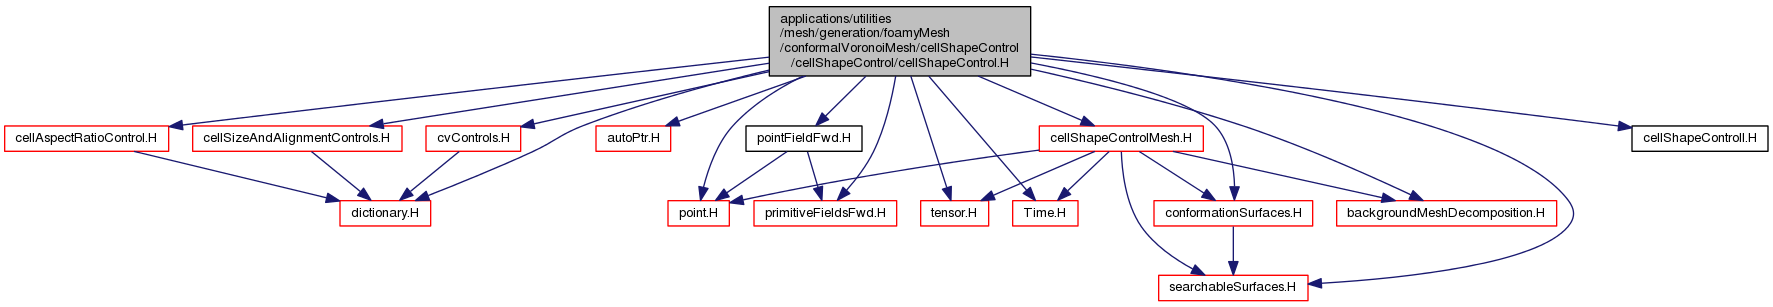 applications/utilities
/mesh/generation/foamyMesh
/conformalVoronoiMesh/cellShapeControl
/cellShapeControl/cellShapeControl.H
cellAspectRatioControl.H
cellSizeAndAlignmentControls.H
cvControls.H
autoPtr.H
pointFieldFwd.H
cellShapeControlMesh.H
cellShapeControlI.H
dictionary.H
point.H
primitiveFieldsFwd.H
tensor.H
Time.H
conformationSurfaces.H
backgroundMeshDecomposition.H
searchableSurfaces.H